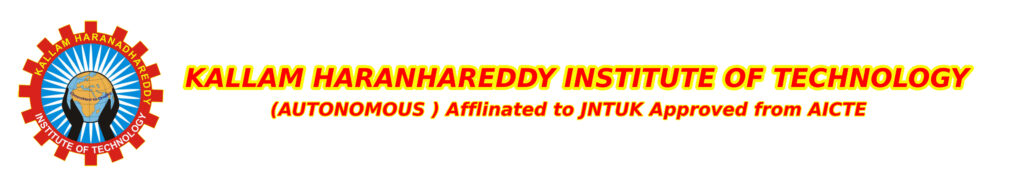 KALLAM HARANADHAREDDY
INSTITUTE OF TECHNOLOGY
KALLAM HARANHAREDDY INSTITUTE OF TECHNOLOGY
(AUTONOMOUS ) Afflinated to JNTUK Approved from AICTE